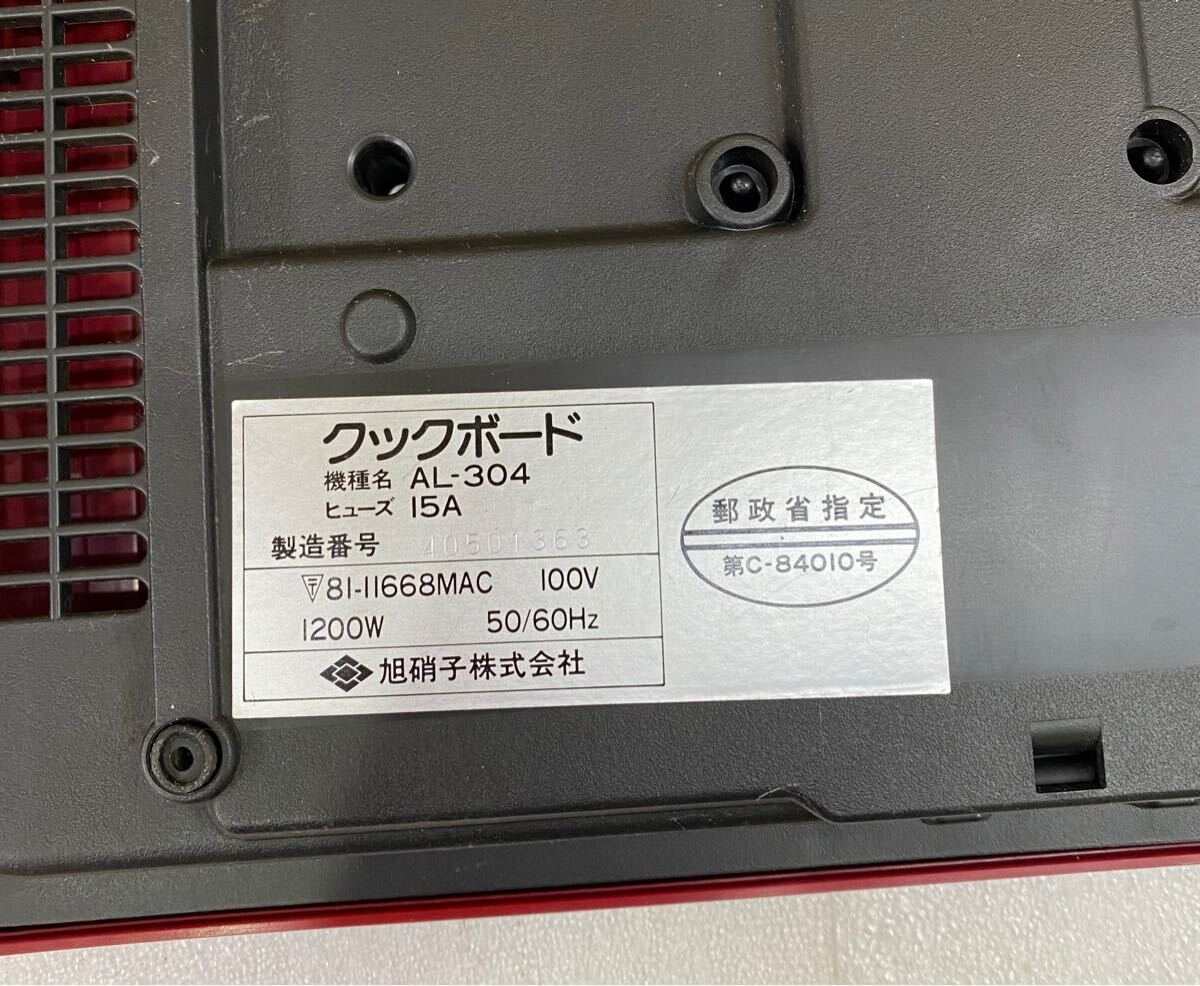 クックボード
機種名 AL-304
ヒューズ 15A
製造番号 40501363
〒81-11668MAC 100V
1200W 50/60Hz
旭硝子株式会社
郵政省指定
第C-84010号